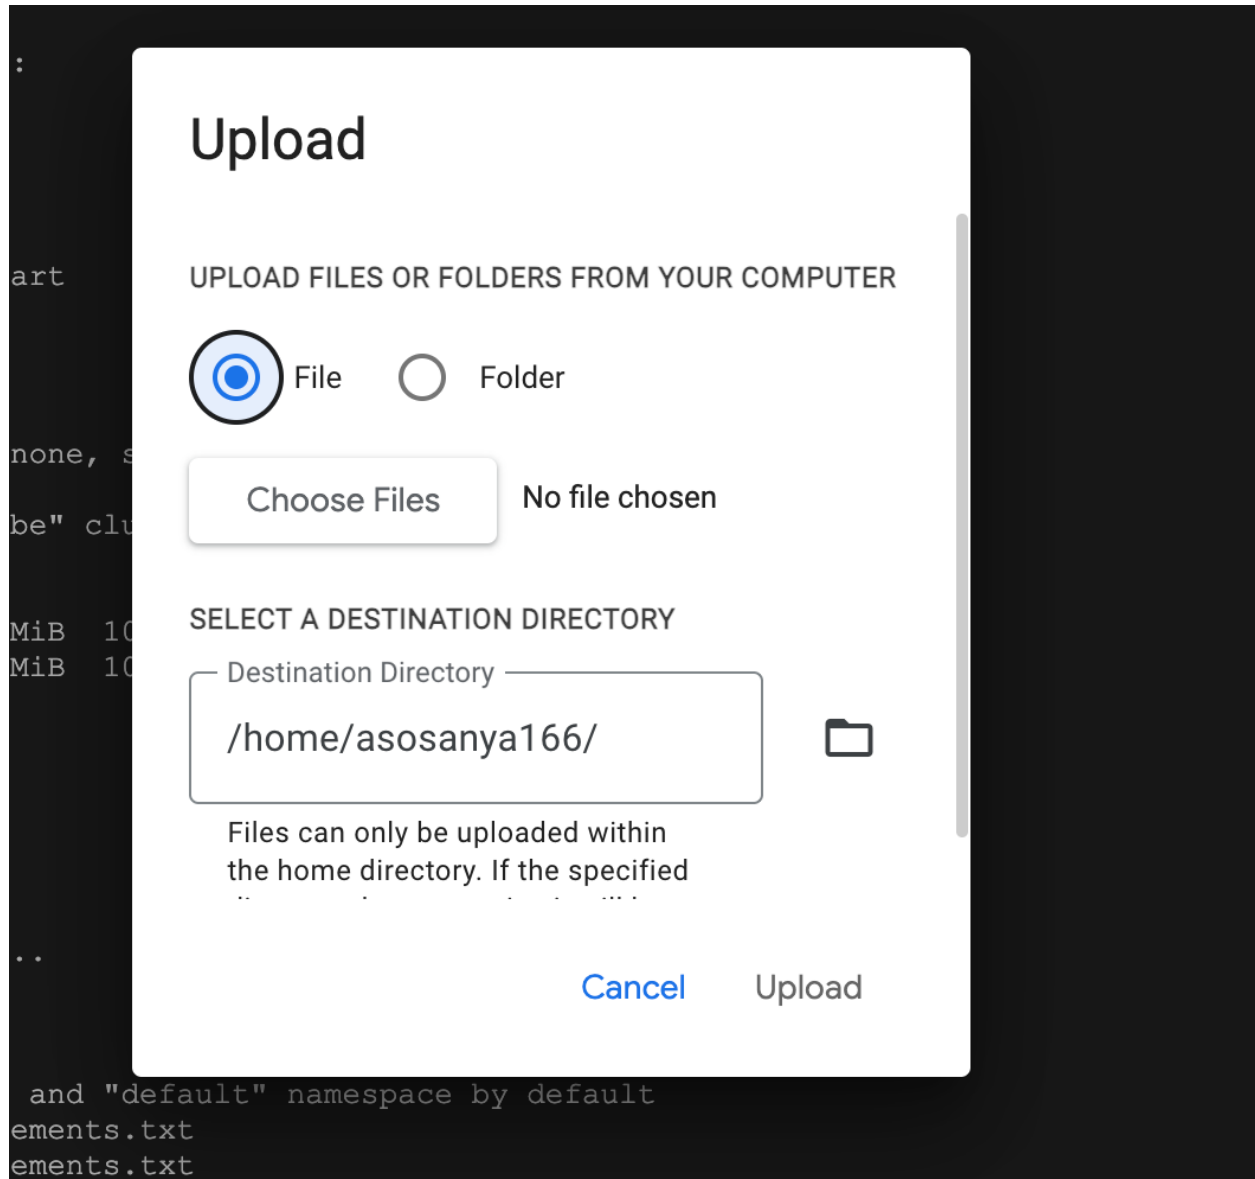 :
Upload
UPLOAD FILES OR FOLDERS FROM YOUR COMPUTER
art
File Folder
none, s
Choose Files No file chosen
be" clu
SELECT A DESTINATION DIRECTORY
MiB 10
MiB 10
Destination Directory
/home/asosanya166/
Files can only be uploaded within
the home directory. If the specified
..
Cancel Upload
and "default" namespace by default
ements.txt
ements.txt